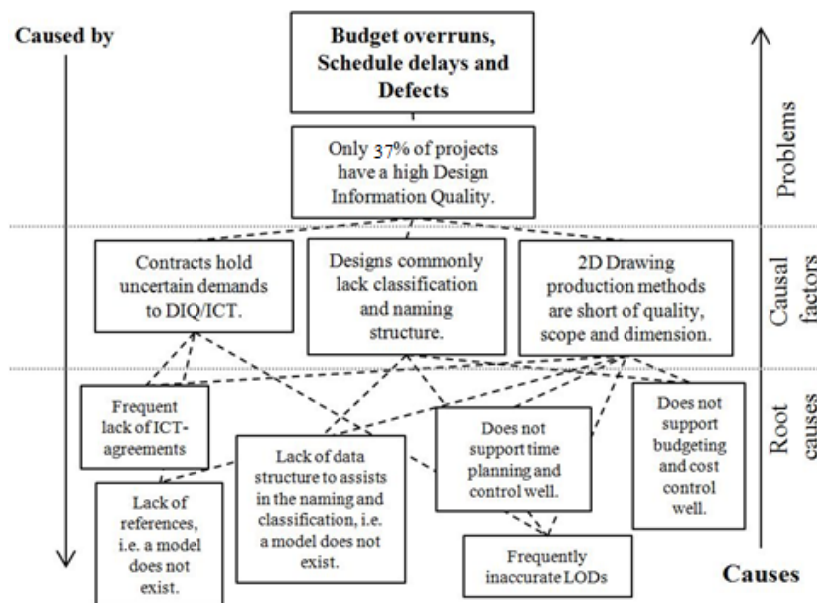 Caused by
Budget overruns,
Schedule delays and
Defects
Only 37% of projects
have a high Design
Information Quality.
Problems
Contracts hold
uncertain demands
to DIQ/ICT.
Designs commonly
lack classification
and naming
structure.
2D Drawing
production methods
are short of quality,
scope and dimension.
Causal
factors
Frequent
lack of ICT-
agreements
Lack of
references,
i.e. a model
does not
exist.
Lack of data
structure to assists
in the naming and
classification, i.e.
a model does not
exist.
Does not
support time
planning and
control well.
Frequently
inaccurate LODs
Does not
support
budgeting
and cost
control
well.
Root
causes
Causes